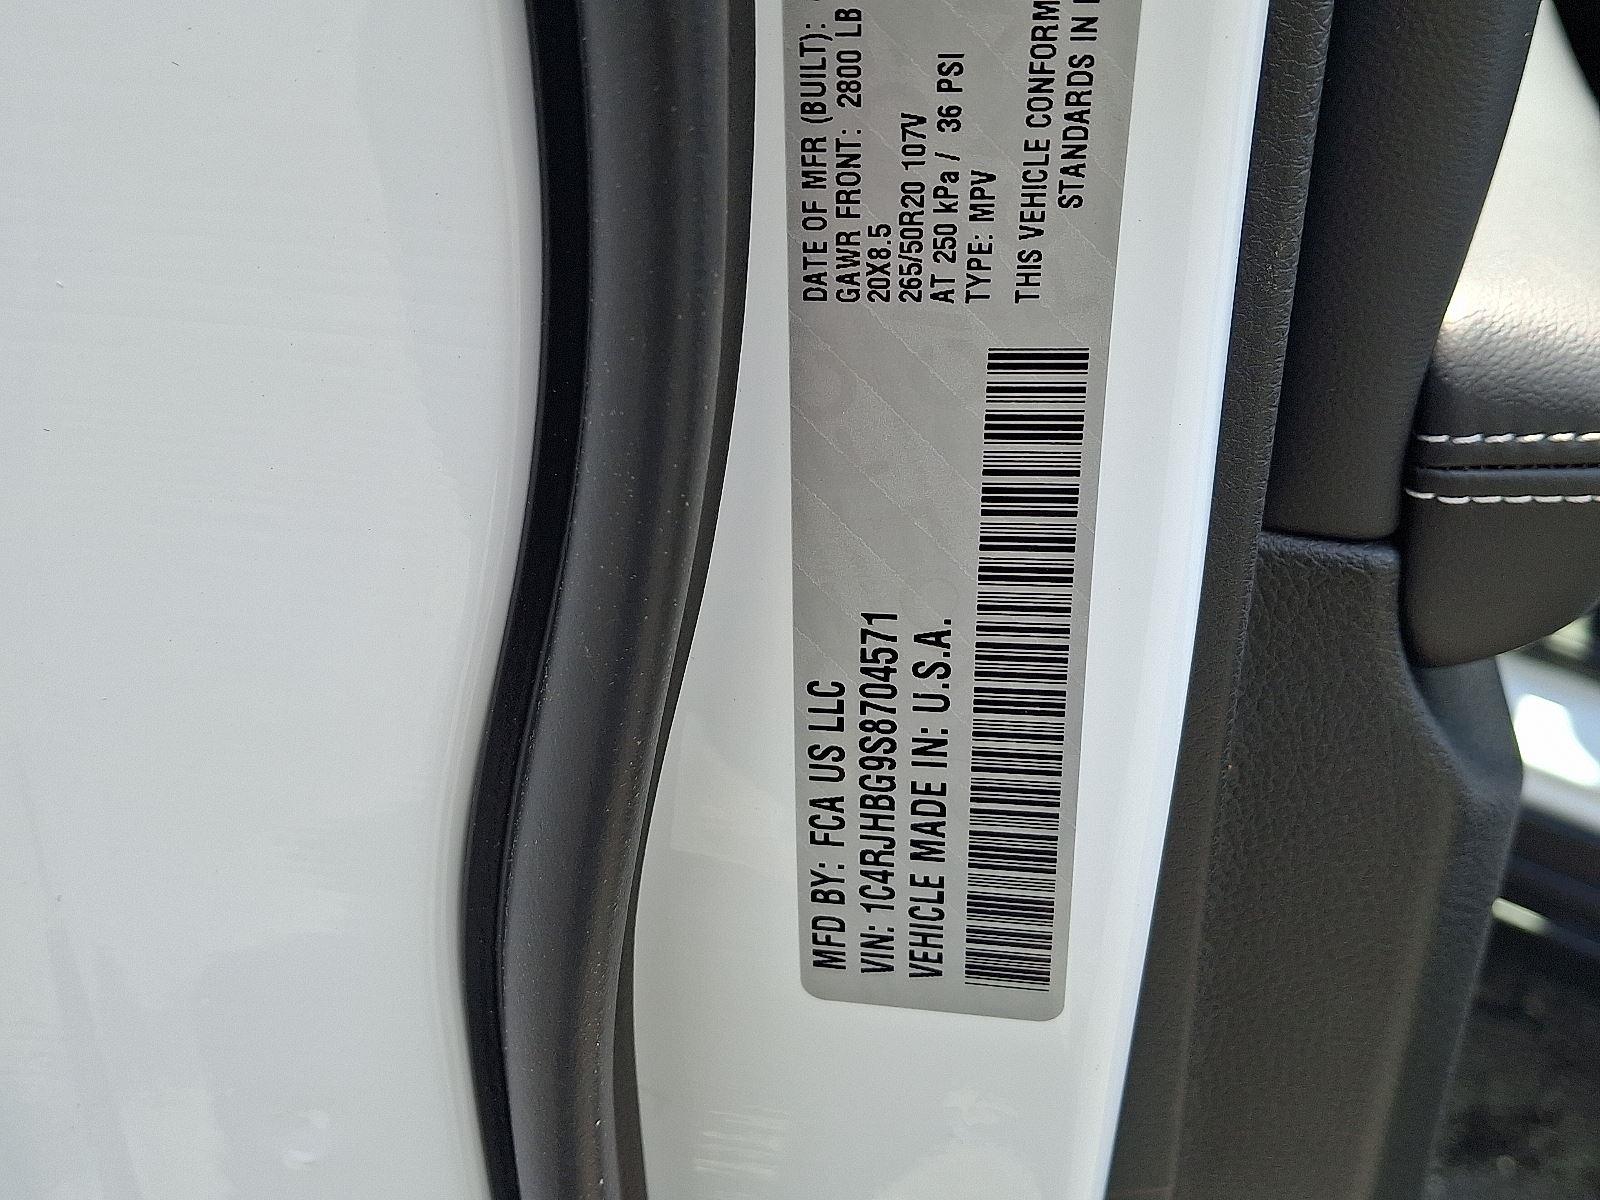 MFD BY: FCA US LLC
VIN: 1C4RJHBG9S8704571
VEHICLE MADE IN: U.S.A.
DATE OF MFR (BUILT):
GAWR FRONT: 2800 LB
20X8.5
265/50R20 107V
AT 250 kPa / 36 PSI
TYPE: MPV
THIS VEHICLE CONFORM
STANDARDS IN